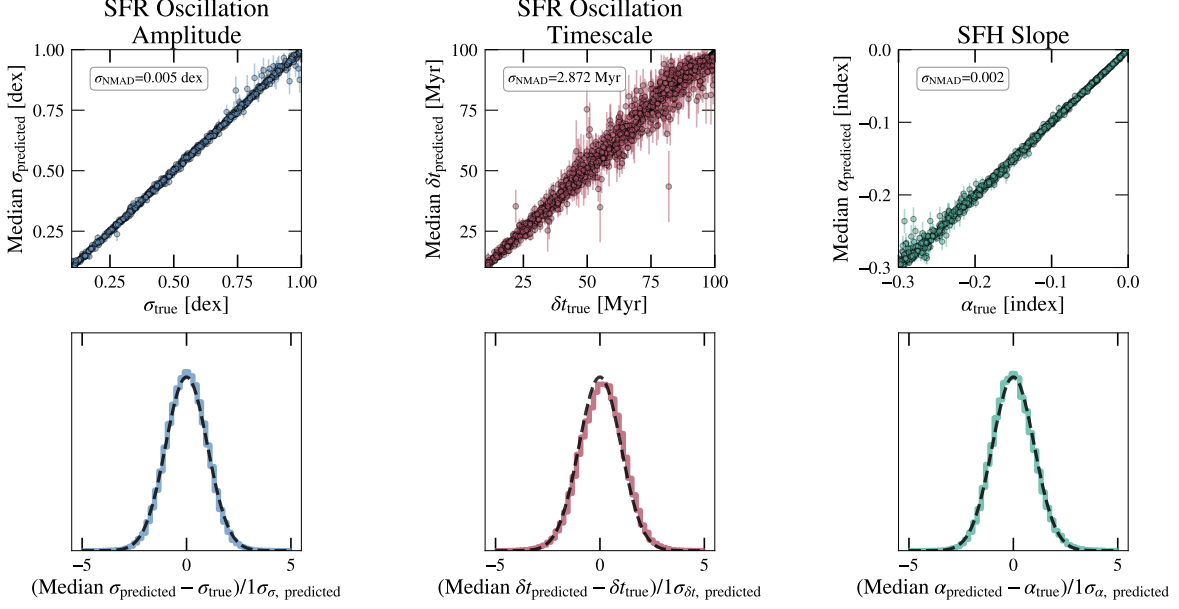 SFR Oscillation
Amplitude
1.00
0.75
0.50
0.25
Median σpredicted [dex]
σNMAD=0.005 dex
0.25 0.50 0.75 1.00
σtrue [dex]
SFR Oscillation
Timescale
100
75
50
25
Median δtpredicted [Myr]
σNMAD=2.872 Myr
25 50 75 100
δttrue [Myr]
SFH Slope
0.0
−0.1
−0.2
−0.3
Median αpredicted [index]
σNMAD=0.002
−0.3 −0.2 −0.1 0.0
αtrue [index]
−5 0 5
(Median σpredicted − σtrue)/1σσ, predicted
−5 0 5
(Median δtpredicted − δttrue)/1σδt, predicted
−5 0 5
(Median αpredicted − αtrue)/1σα, predicted